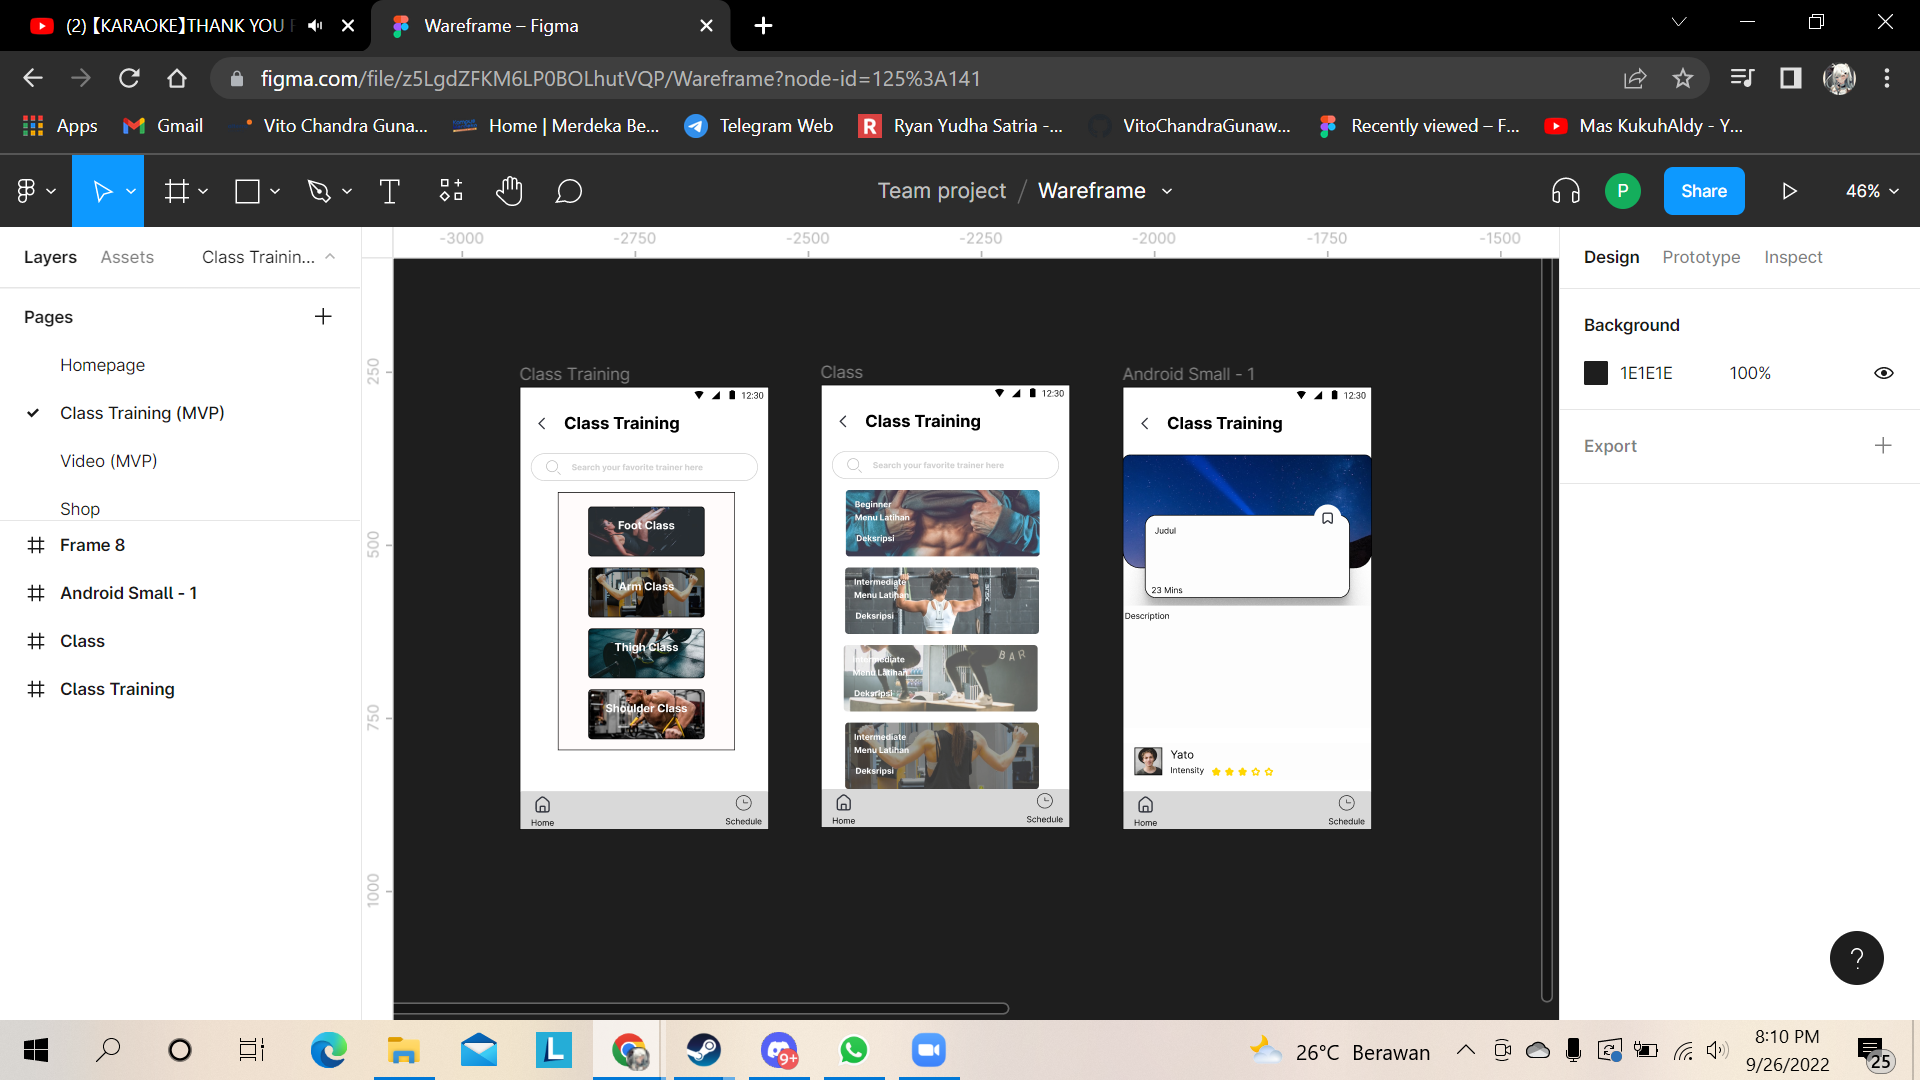 (2) 【KARAOKE】THANK YOU F
Wareframe – Figma
figma.com/file/z5LgdZFKM6LP0BOLhutVQP/Wareframe?node-id=125%3A141
Apps
Gmail
Vito Chandra Guna...
Home | Merdeka Be...
Telegram Web
R
Ryan Yudha Satria -...
VitoChandraGunaw...
Recently viewed – F...
Mas KukuhAldy - Y...
Team project / Wareframe
P
Share
46%
Layers
Assets
Class Trainin...
Pages
Homepage
Class Training (MVP)
Video (MVP)
Shop
Frame 8
Android Small - 1
Class
Class Training
-3000
-2750
-2500
-2250
-2000
-1750
-1500
250
500
750
1000
Class Training
12:30
Class Training
Search your favorite trainer here
Foot Class
Arm Class
Thigh Class
Shoulder Class
Home
Schedule
Class
12:30
Class Training
Search your favorite trainer here
Beginner
Menu Latihan
Deksripsi
Intermediate
Menu Latihan
Deksripsi
Intermediate
Menu Latihan
Deksripsi
BAR
Intermediate
Menu Latihan
Deksripsi
Home
Schedule
Android Small - 1
12:30
Class Training
Judul
23 Mins
Description
Yato
Intensity
Home
Schedule
Design
Prototype
Inspect
Background
1E1E1E
100%
Export
?
L
9+
26°C Berawan
8:10 PM
9/26/2022
25